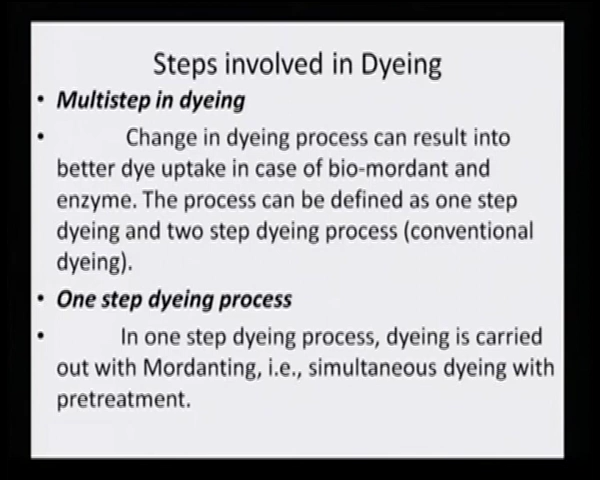 Steps involved in Dyeing
• Multistep in dyeing
• Change in dyeing process can result into
better dye uptake in case of bio-mordant and
enzyme. The process can be defined as one step
dyeing and two step dyeing process (conventional
dyeing).
• One step dyeing process
• In one step dyeing process, dyeing is carried
out with Mordanting, i.e., simultaneous dyeing with
pretreatment.